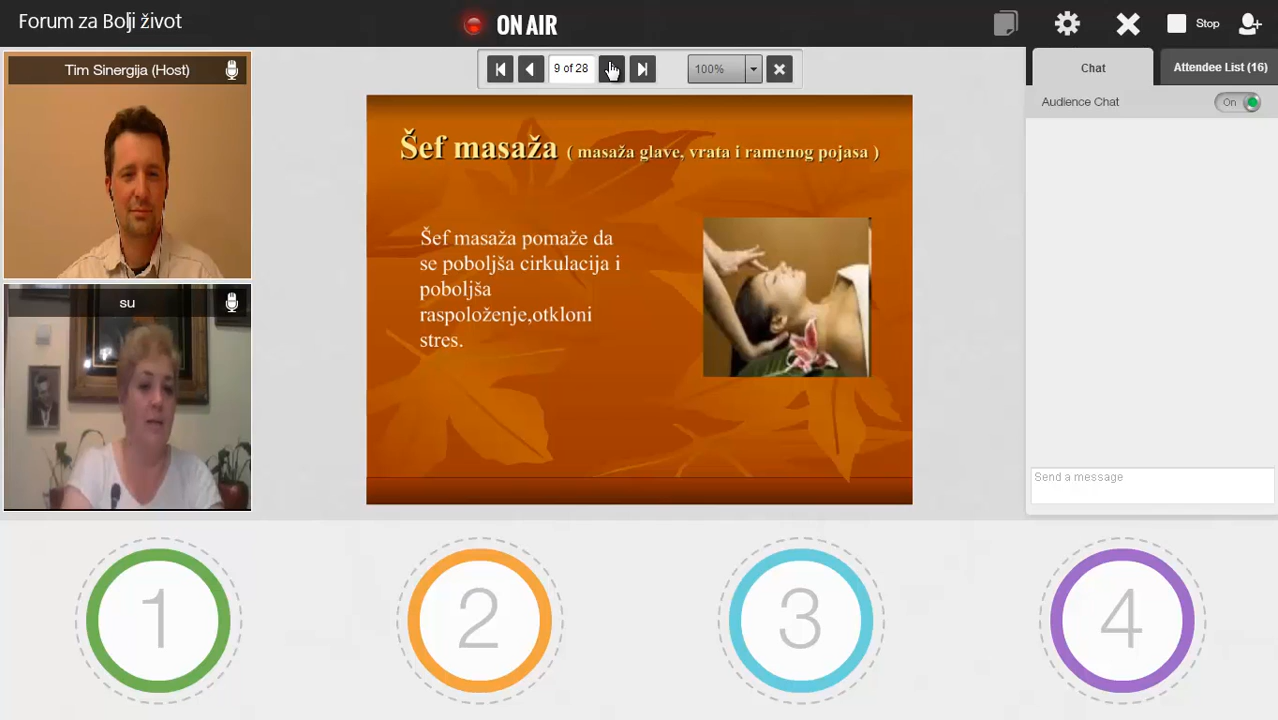 Forum za Bolji život
ON AIR
Stop
Tim Sinergija (Host)
su
9 of 28
100%
Šef masaža ( masaža glave, vrata i ramenog pojasa )
Šef masaža pomaže da
se poboljša cirkulacija i
poboljša
raspoloženje,otkloni
stres.
Chat
Attendee List (16)
Audience Chat
On
Send a message
1
2
3
4